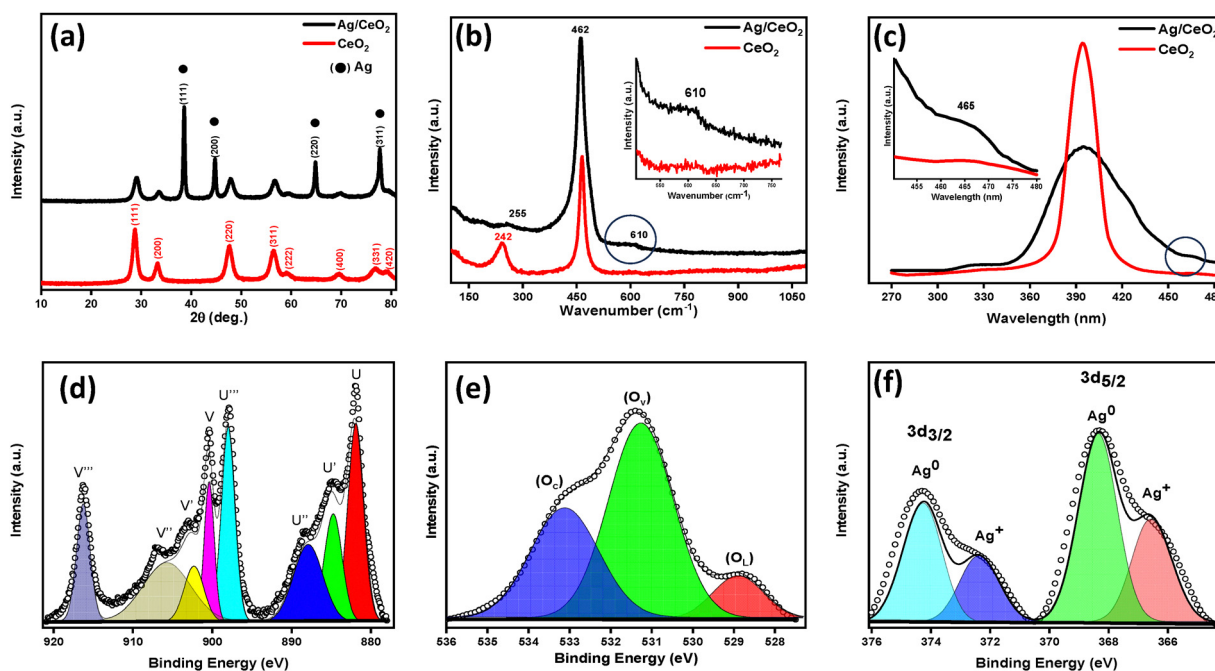 (a)
Ag/CeO₂
CeO₂
(●) Ag
(111)
(200)
(220)
(311)
(111)
(200)
(220)
(311)
(222)
(400)
(331)
(420)
Intensity (a.u.)
10 20 30 40 50 60 70 80
2θ (deg.)
(b)
462
Ag/CeO₂
CeO₂
610
Intensity (a.u.)
550 600 650 700 750
Wavenumber (cm⁻¹)
255
242
610
Intensity (a.u.)
150 300 450 600 750 900 1050
Wavenumber (cm⁻¹)
(c)
Ag/CeO₂
CeO₂
465
Intensity (a.u.)
455 460 465 470 475 480
Wavelength (nm)
Intensity (a.u.)
270 300 330 360 390 420 450 480
Wavelength (nm)
(d)
V'''
V''
V'
V
U'''
U''
U'
U
Intensity (a.u.)
920 910 900 890 880
Binding Energy (eV)
(e)
(Oc)
(Ov)
(OL)
Intensity (a.u.)
536 534 533 532 530 529 528
Binding Energy (eV)
(f)
3d3/2
Ag⁰
Ag⁺
3d5/2
Ag⁰
Ag⁺
Intensity (a.u.)
376 374 372 370 368 366
Binding Energy (eV)